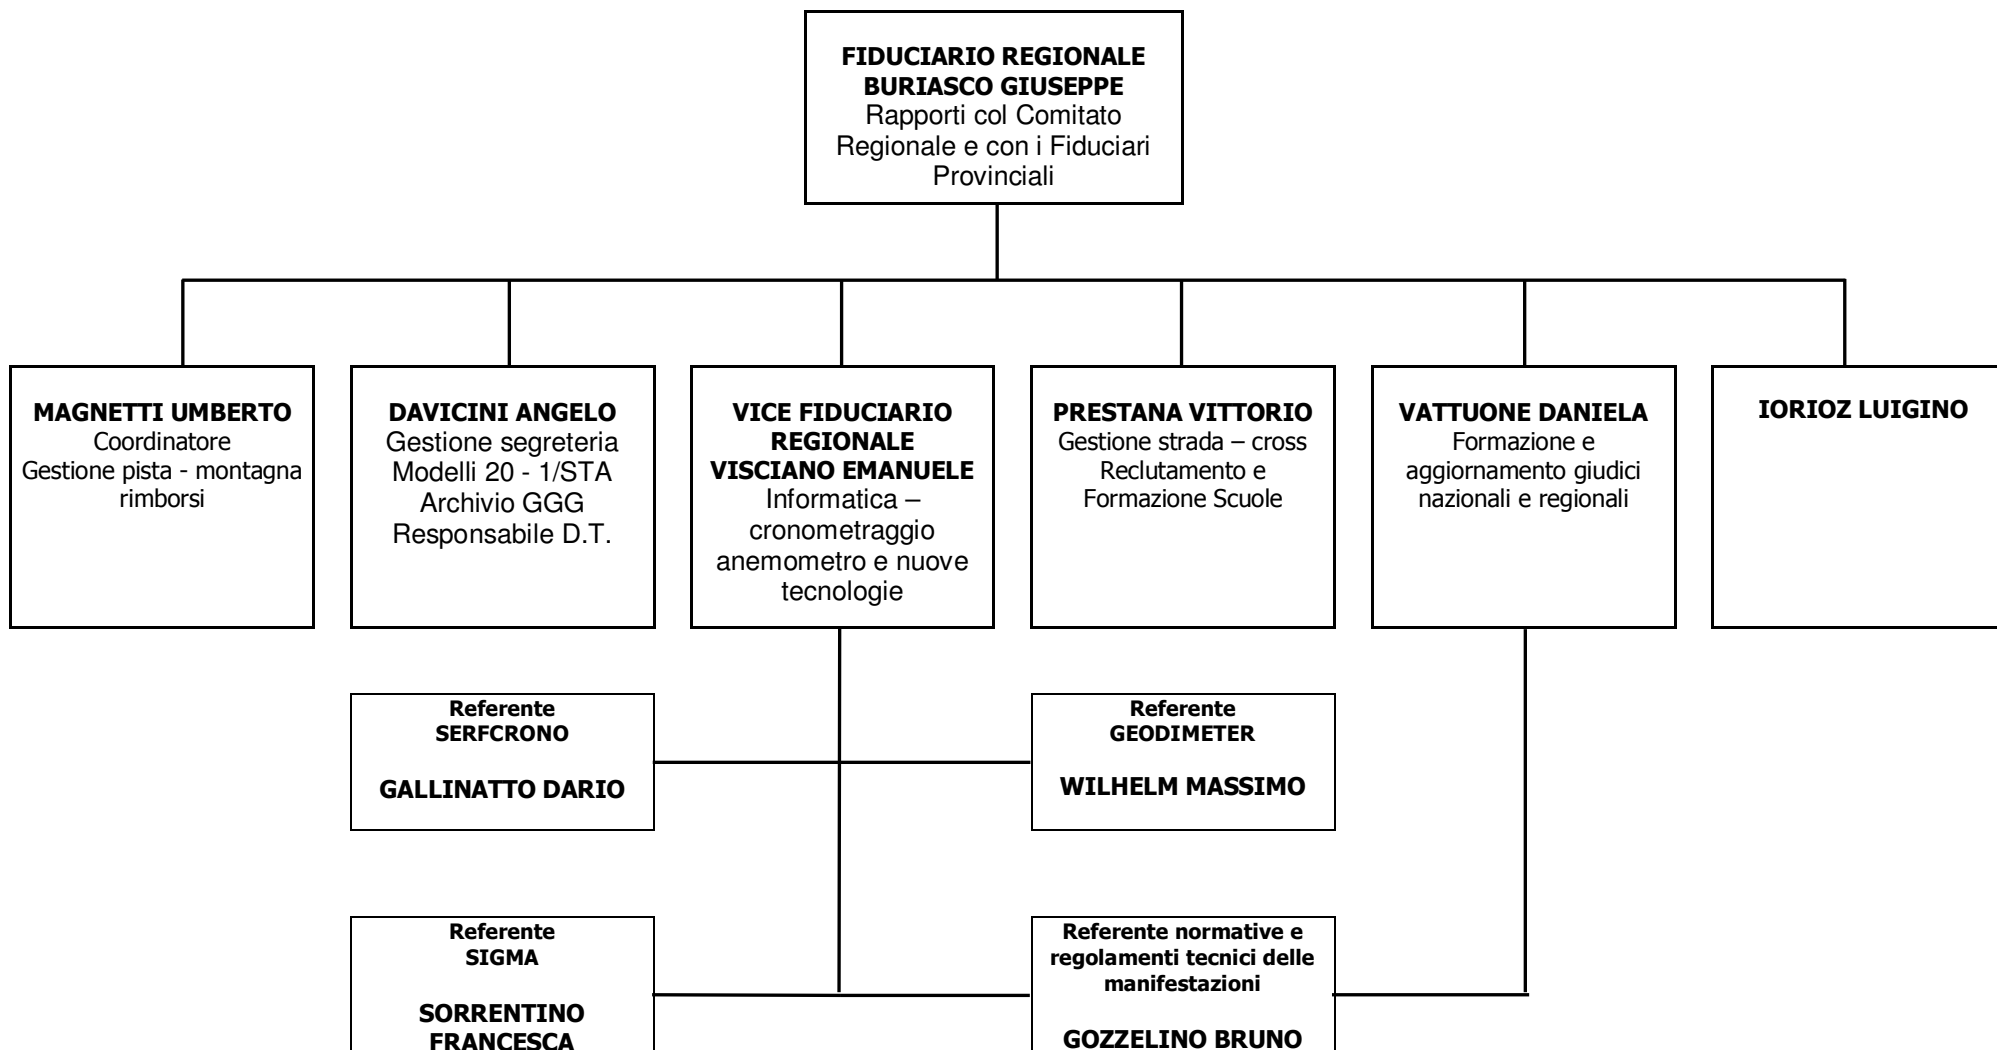 FIDUCIARIO REGIONALE
BURIASCO GIUSEPPE
Rapporti col Comitato
Regionale e con i Fiduciari
Provinciali
MAGNETTI UMBERTO
Coordinatore
Gestione pista - montagna
rimborsi
DAVICINI ANGELO
Gestione segreteria
Modelli 20 - 1/STA
Archivio GGG
Responsabile D.T.
VICE FIDUCIARIO
REGIONALE
VISCIANO EMANUELE
Informatica –
cronometraggio
anemometro e nuove
tecnologie
PRESTANA VITTORIO
Gestione strada – cross
Reclutamento e
Formazione Scuole
VATTUONE DANIELA
Formazione e
aggiornamento giudici
nazionali e regionali
IORIOZ LUIGINO
Referente
SERFCRONO
GALLINATTO DARIO
Referente
GEODIMETER
WILHELM MASSIMO
Referente
SIGMA
SORRENTINO
FRANCESCA
Referente normative e
regolamenti tecnici delle
manifestazioni
GOZZELINO BRUNO